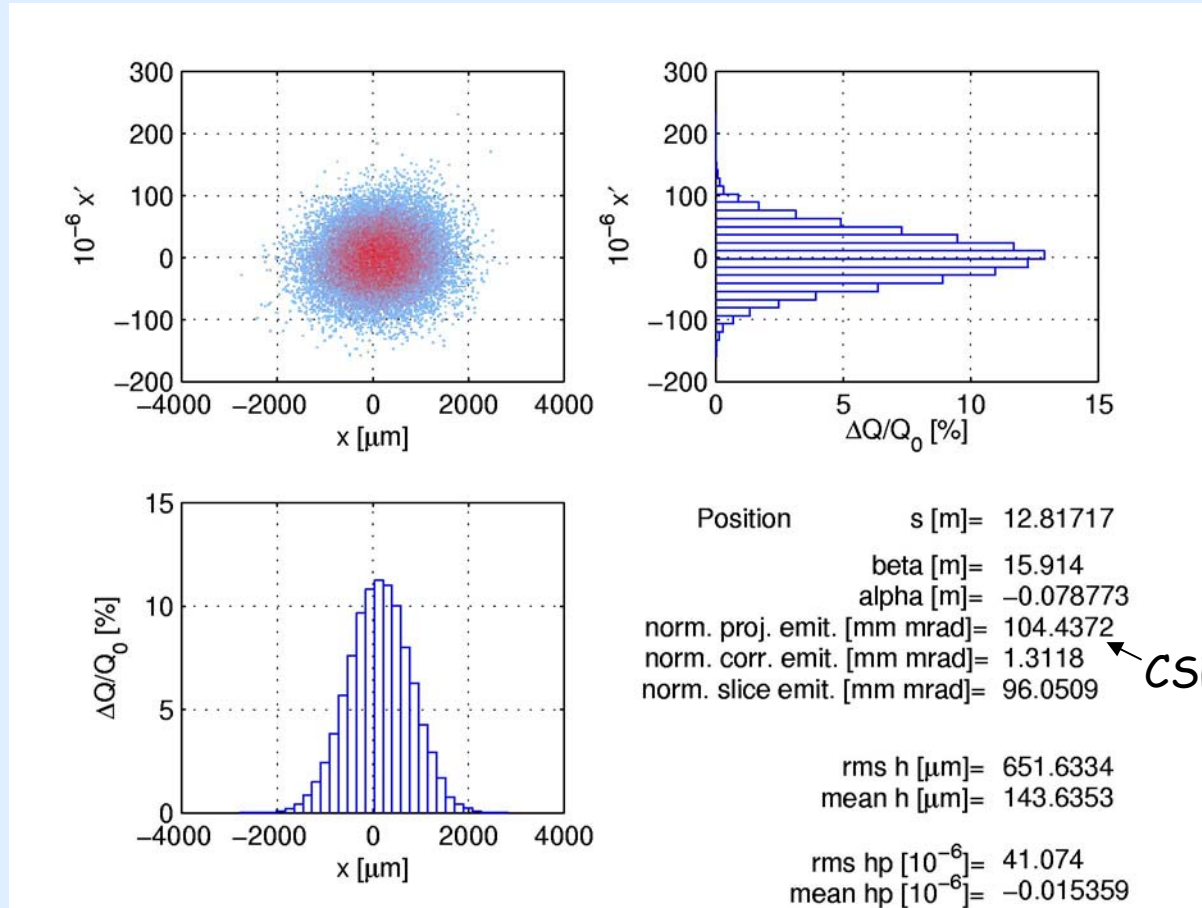 300
200
100
0
−100
−200
10⁻⁶ x′
−4000 −2000 0 2000 4000
x [μm]
300
200
100
0
−100
−200
10⁻⁶ x′
0 5 10 15
ΔQ/Q₀ [%]
15
10
5
0
ΔQ/Q₀ [%]
−4000 −2000 0 2000 4000
x [μm]
Position s [m]= 12.81717
beta [m]= 15.914
alpha [m]= −0.078773
norm. proj. emit. [mm mrad]= 104.4372
norm. corr. emit. [mm mrad]= 1.3118
norm. slice emit. [mm mrad]= 96.0509
rms h [μm]= 651.6334
mean h [μm]= 143.6353
rms hp [10⁻⁶]= 41.074
mean hp [10⁻⁶]= −0.015359